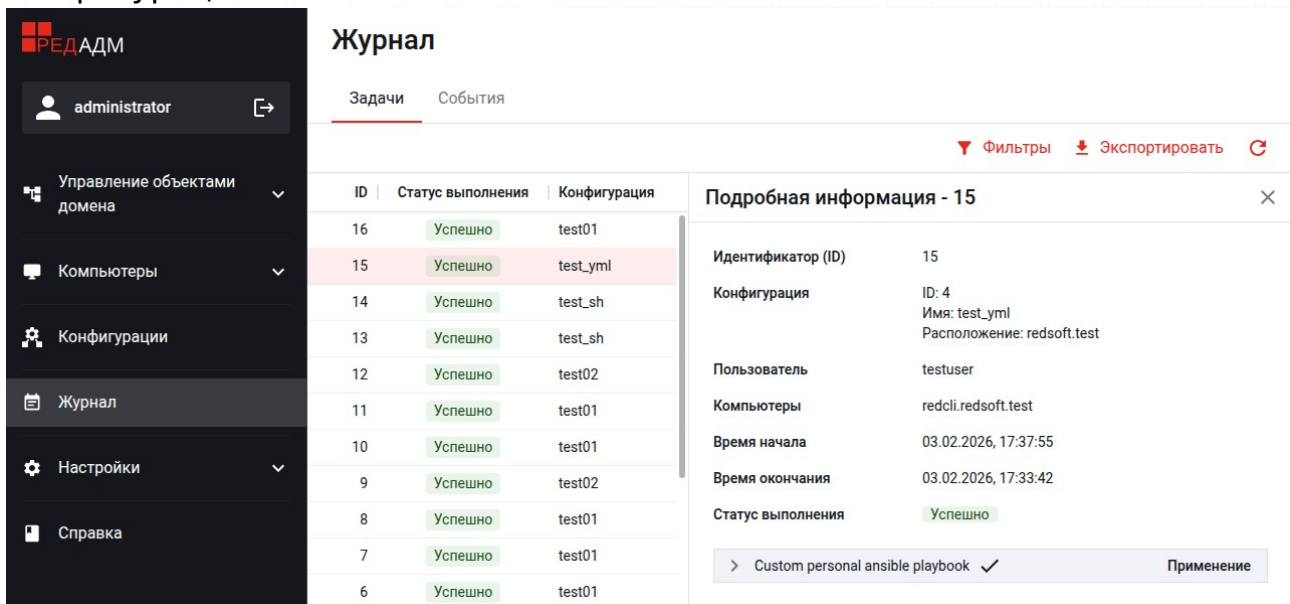 РЕДАДМ
administrator
Управление объектами
домена
Компьютеры
Конфигурации
Журнал
Настройки
Справка
Журнал
Задачи События
Фильтры Экспортировать
ID Статус выполнения Конфигурация
16 Успешно test01
15 Успешно test_yml
14 Успешно test_sh
13 Успешно test_sh
12 Успешно test02
11 Успешно test01
10 Успешно test01
9 Успешно test02
8 Успешно test01
7 Успешно test01
6 Успешно test01
Подробная информация - 15
Идентификатор (ID) 15
Конфигурация ID: 4
Имя: test_yml
Расположение: redsoft.test
Пользователь testuser
Компьютеры redcli.redsoft.test
Время начала 03.02.2026, 17:37:55
Время окончания 03.02.2026, 17:33:42
Статус выполнения Успешно
Custom personal ansible playbook Применение